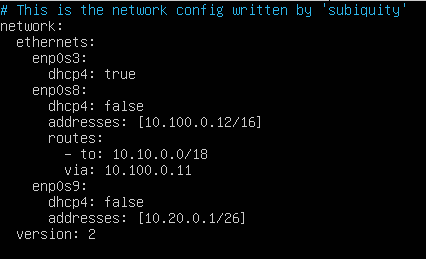 # This is the network config written by 'subiquity'
network:
  ethernets:
    enp0s3:
      dhcp4: true
    enp0s8:
      dhcp4: false
      addresses: [10.100.0.12/16]
      routes:
        - to: 10.10.0.0/18
        via: 10.100.0.11
    enp0s9:
      dhcp4: false
      addresses: [10.20.0.1/26]
  version: 2